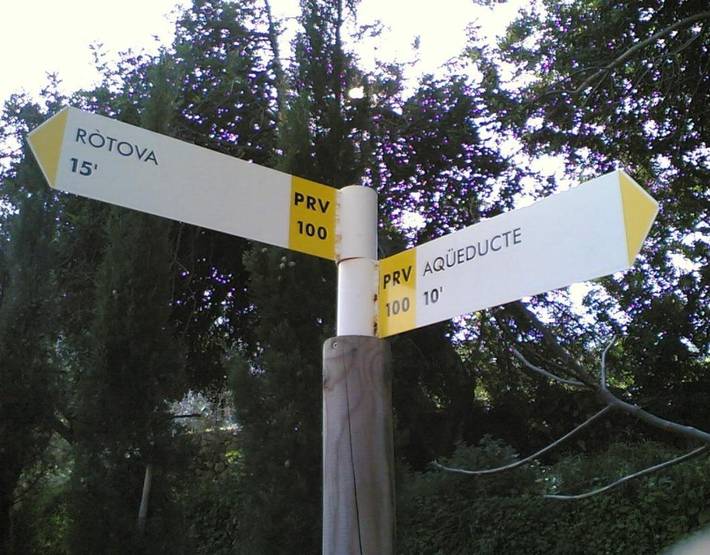 RÒTOVA
15'
PRV
100
PRV
100
AQÜEDUCTE
10'